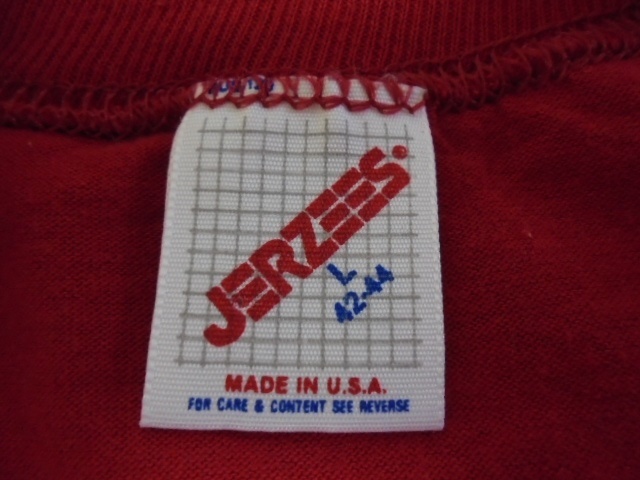 JERZEES®
L
42-44
MADE IN U.S.A.
FOR CARE & CONTENT SEE REVERSE